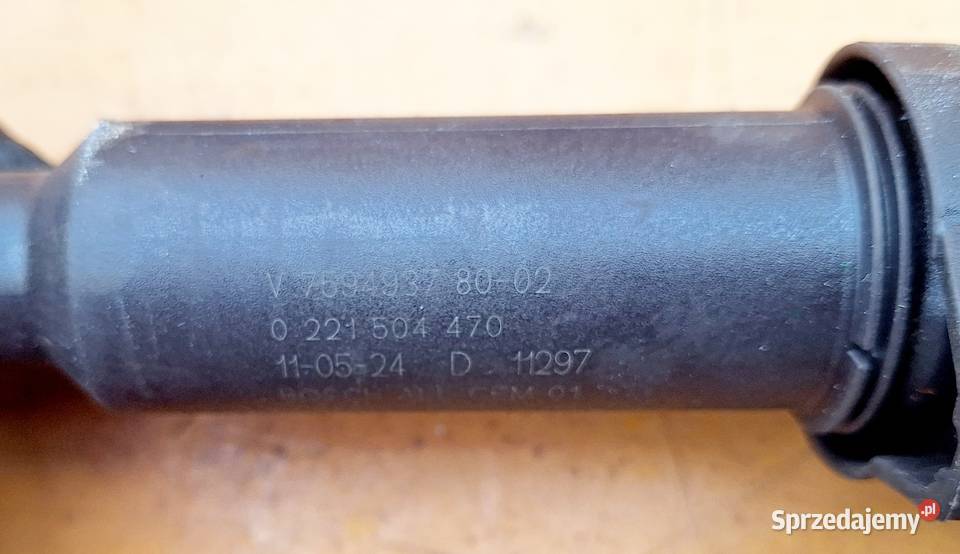 V 7594937 80-02
0 221 504 470
11-05-24 D 11297
Sprzedajemy.pl